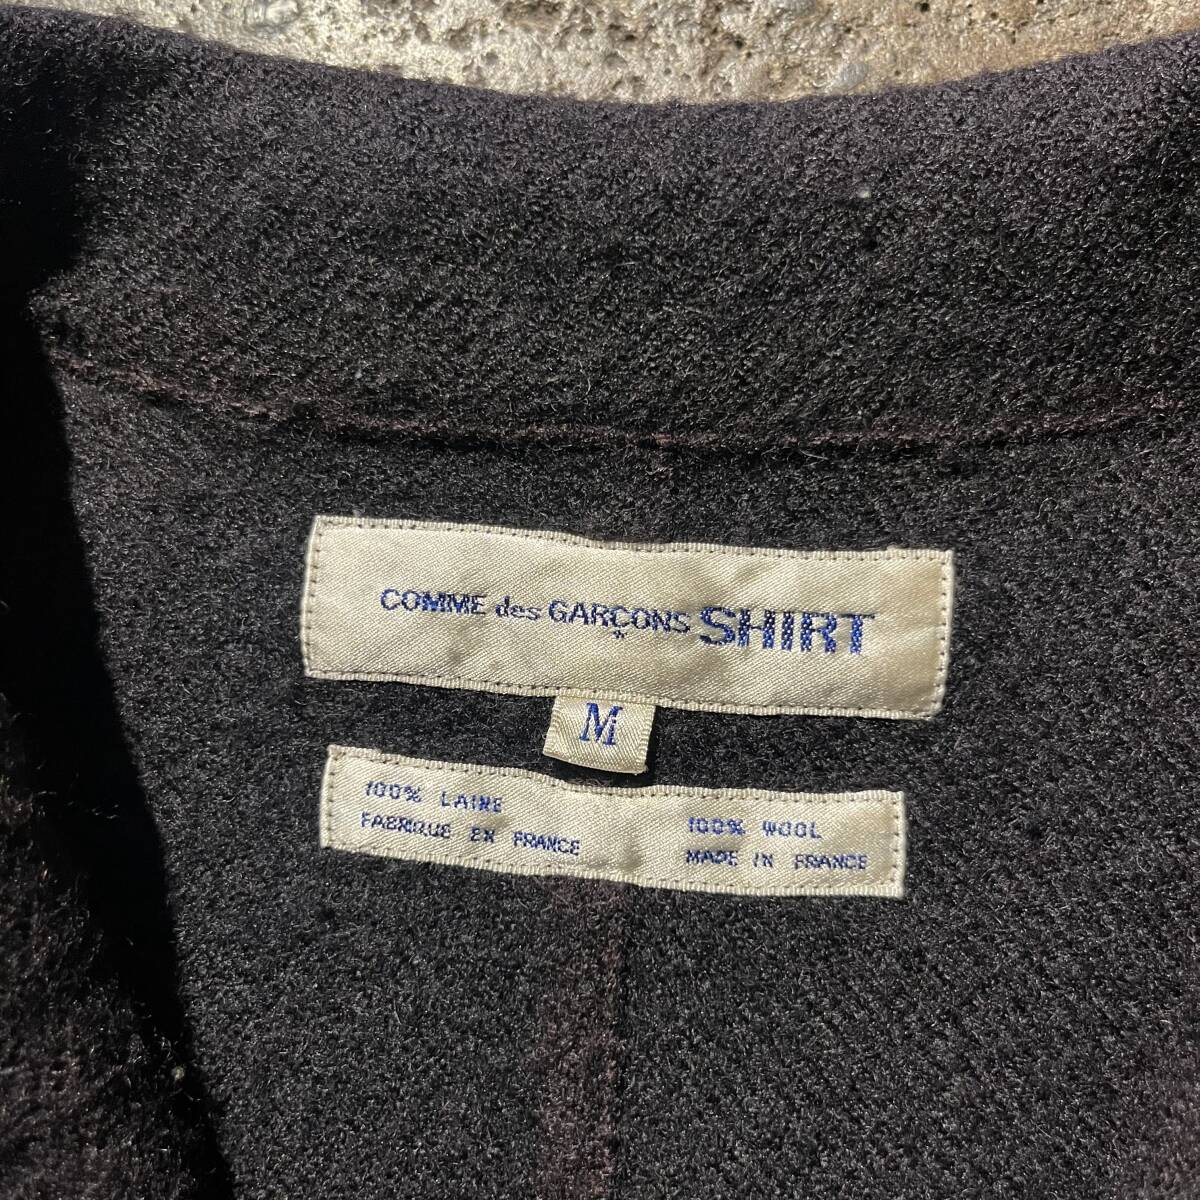 COMME des GARÇONS SHIRT
M
100% LAINE
FABRIQUE EN FRANCE
100% WOOL
MADE IN FRANCE